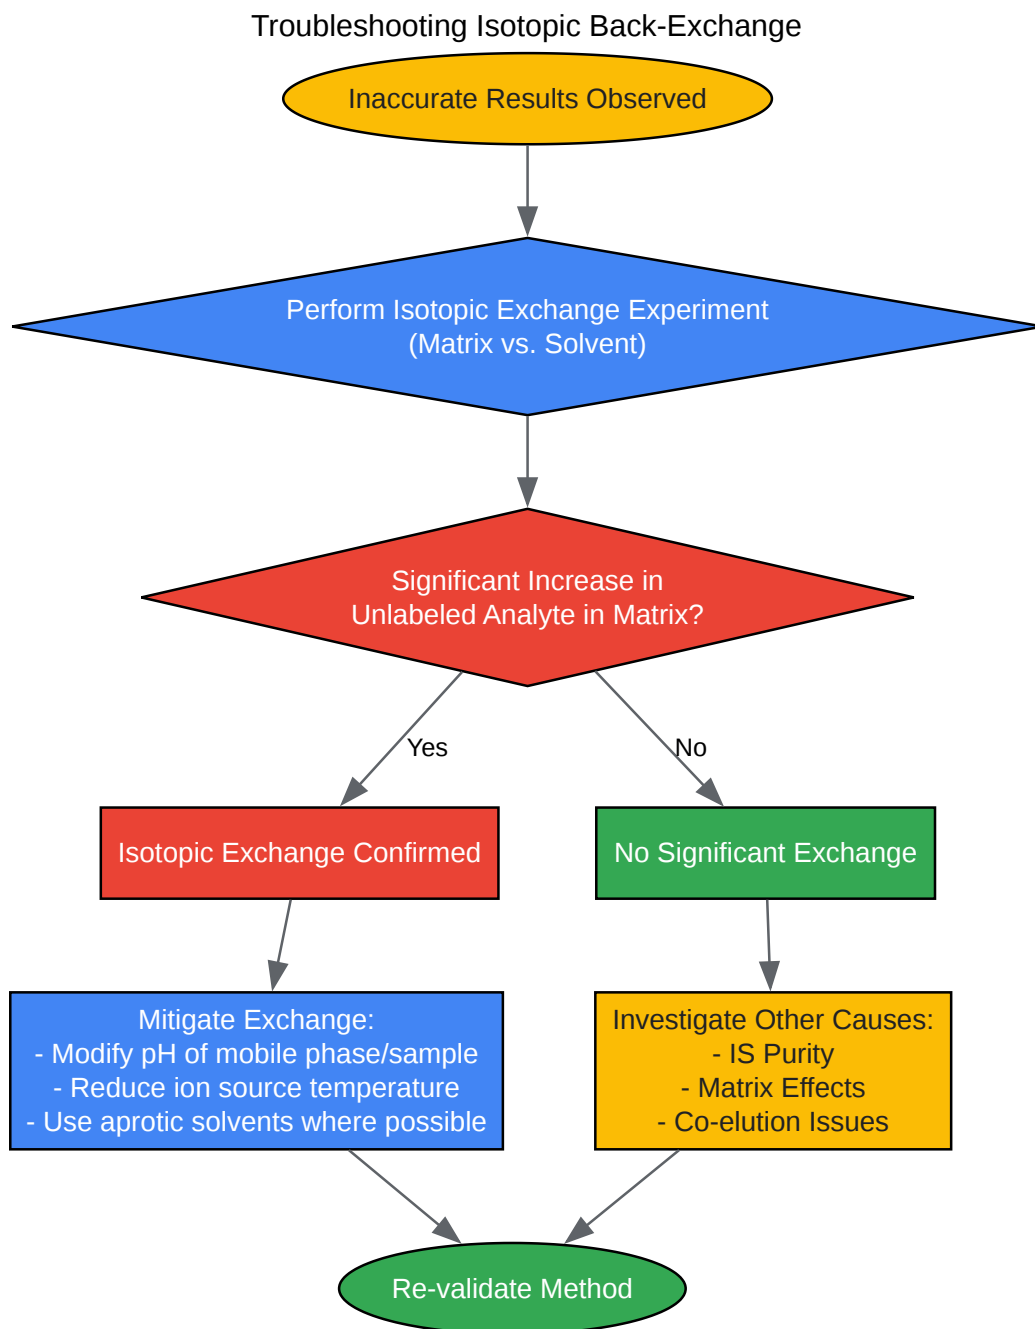 Troubleshooting Isotopic Back-Exchange
Inaccurate Results Observed
Perform Isotopic Exchange Experiment
(Matrix vs. Solvent)
Significant Increase in
Unlabeled Analyte in Matrix?
Yes
No
Isotopic Exchange Confirmed
No Significant Exchange
Mitigate Exchange:
- Modify pH of mobile phase/sample
- Reduce ion source temperature
- Use aprotic solvents where possible
Investigate Other Causes:
- IS Purity
- Matrix Effects
- Co-elution Issues
Re-validate Method